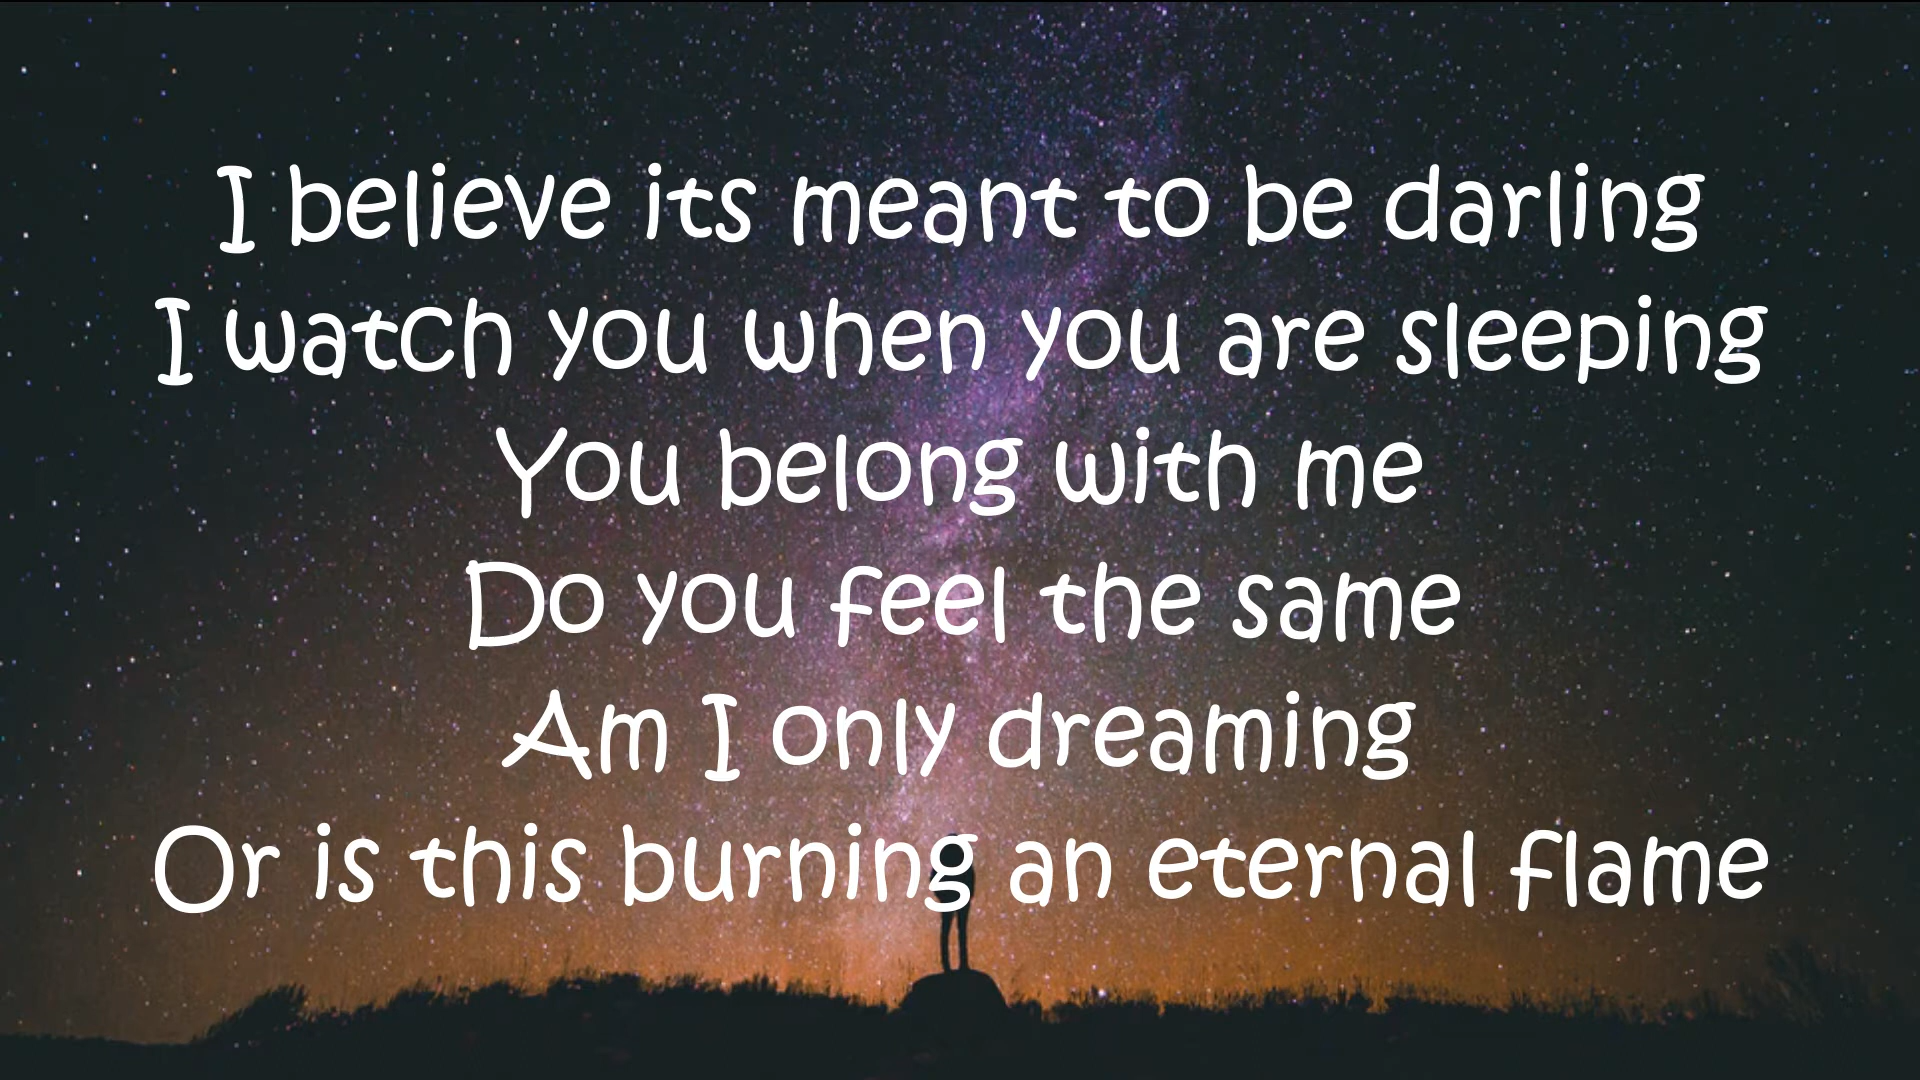 I believe its meant to be darling
I watch you when you are sleeping
You belong with me
Do you feel the same
Am I only dreaming
Or is this burning an eternal flame